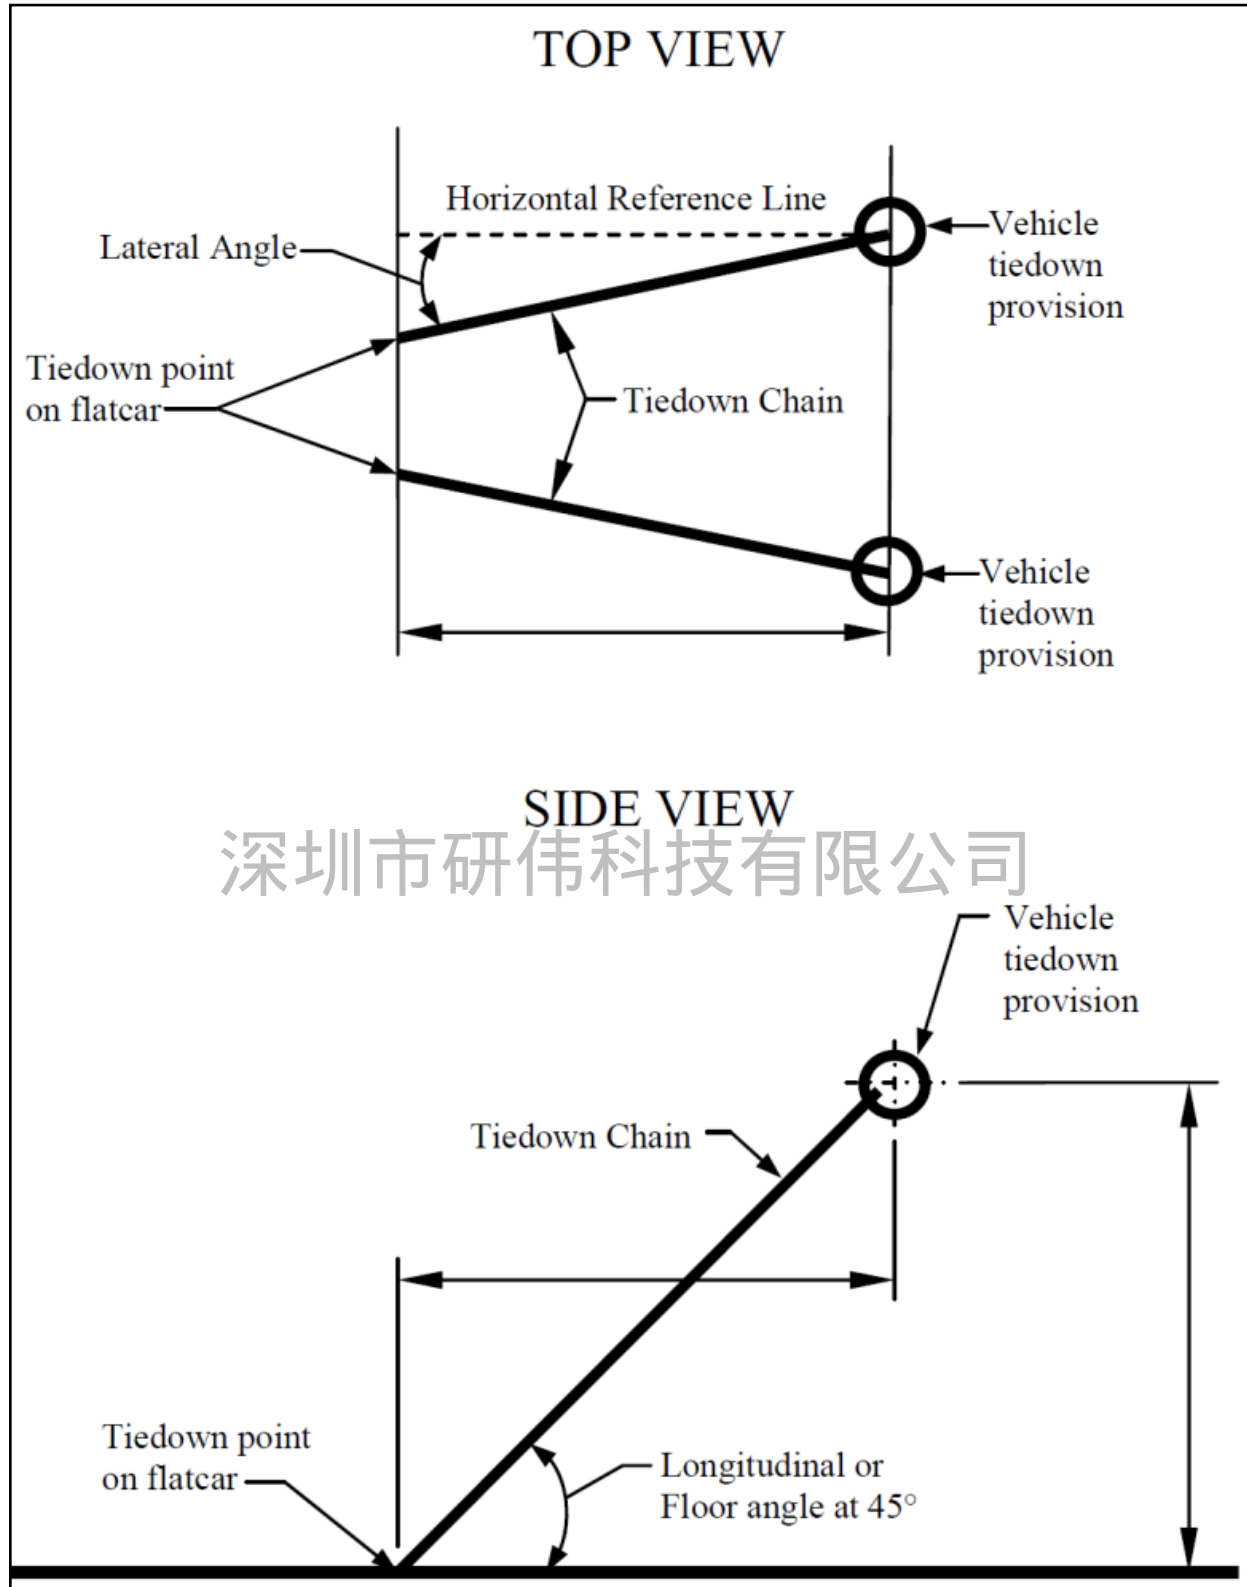 TOP VIEW
Horizontal Reference Line
Lateral Angle
Vehicle
tiedown
provision
Tiedown point
on flatcar
Tiedown Chain
Vehicle
tiedown
provision
SIDE VIEW
深圳市研伟科技有限公司
Vehicle
tiedown
provision
Tiedown Chain
Tiedown point
on flatcar
Longitudinal or
Floor angle at 45°